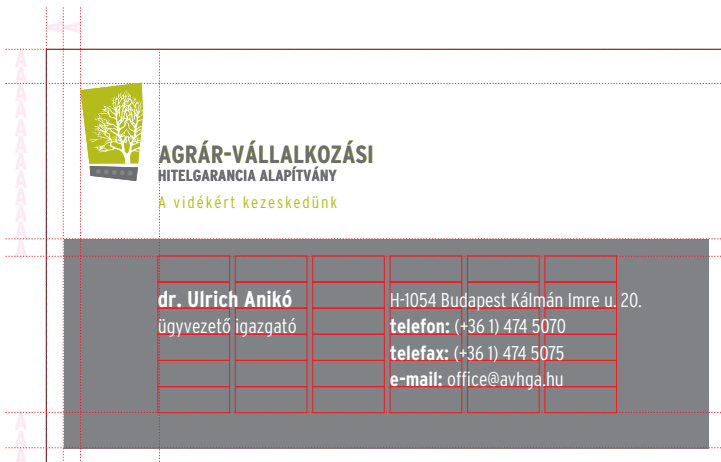 AGRÁR-VÁLLALKOZÁSI
HITELGARANCIA ALAPÍTVÁNY
A vidékért kezeskedünk
dr. Ulrich Anikó
ügyvezető igazgató
H-1054 Budapest Kálmán Imre u. 20.
telefon: (+36 1) 474 5070
telefax: (+36 1) 474 5075
e-mail: office@avhga.hu